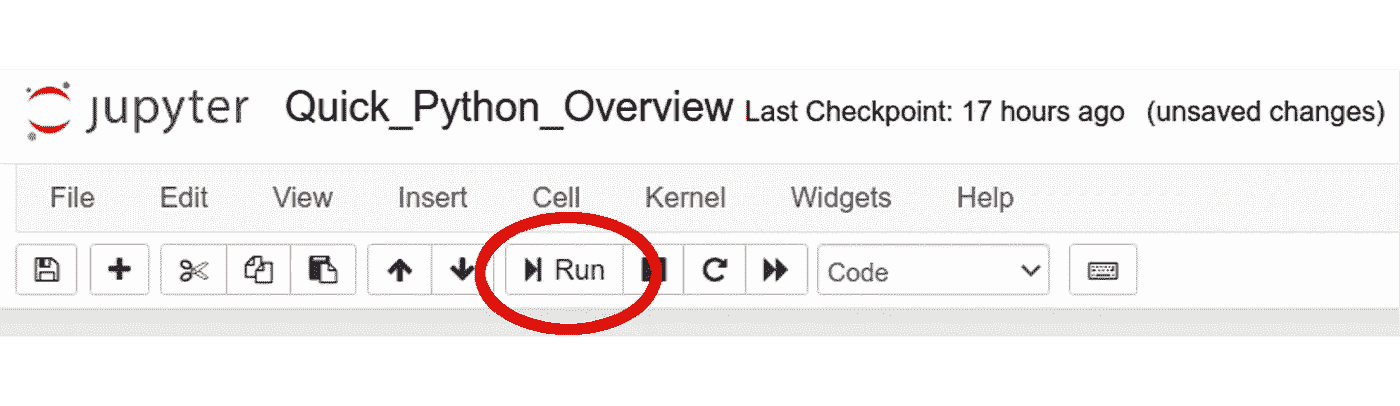 jupyter Quick_Python_Overview Last Checkpoint: 17 hours ago (unsaved changes)
File Edit View Insert Cell Kernel Widgets Help
Run Code